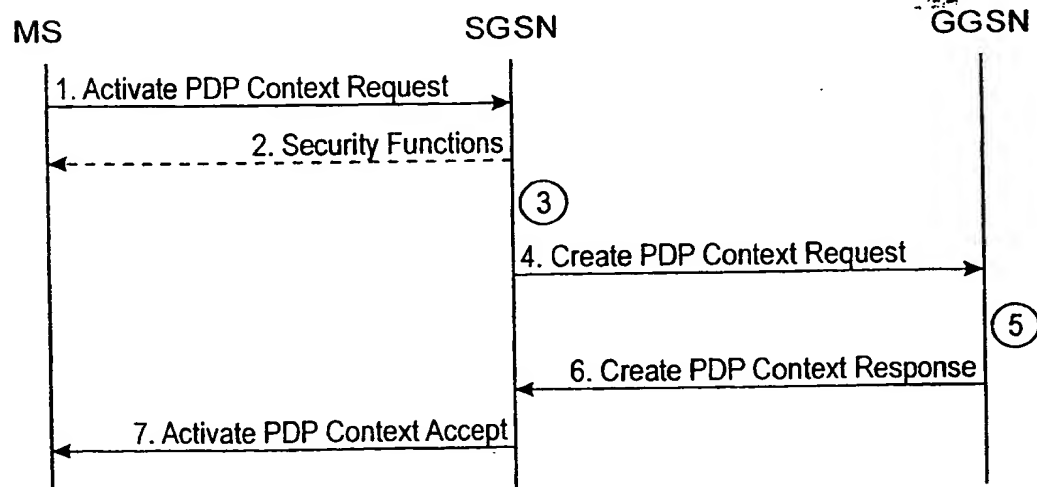 MS SGSN GGSN
1. Activate PDP Context Request
2. Security Functions
3
4. Create PDP Context Request
5
6. Create PDP Context Response
7. Activate PDP Context Accept